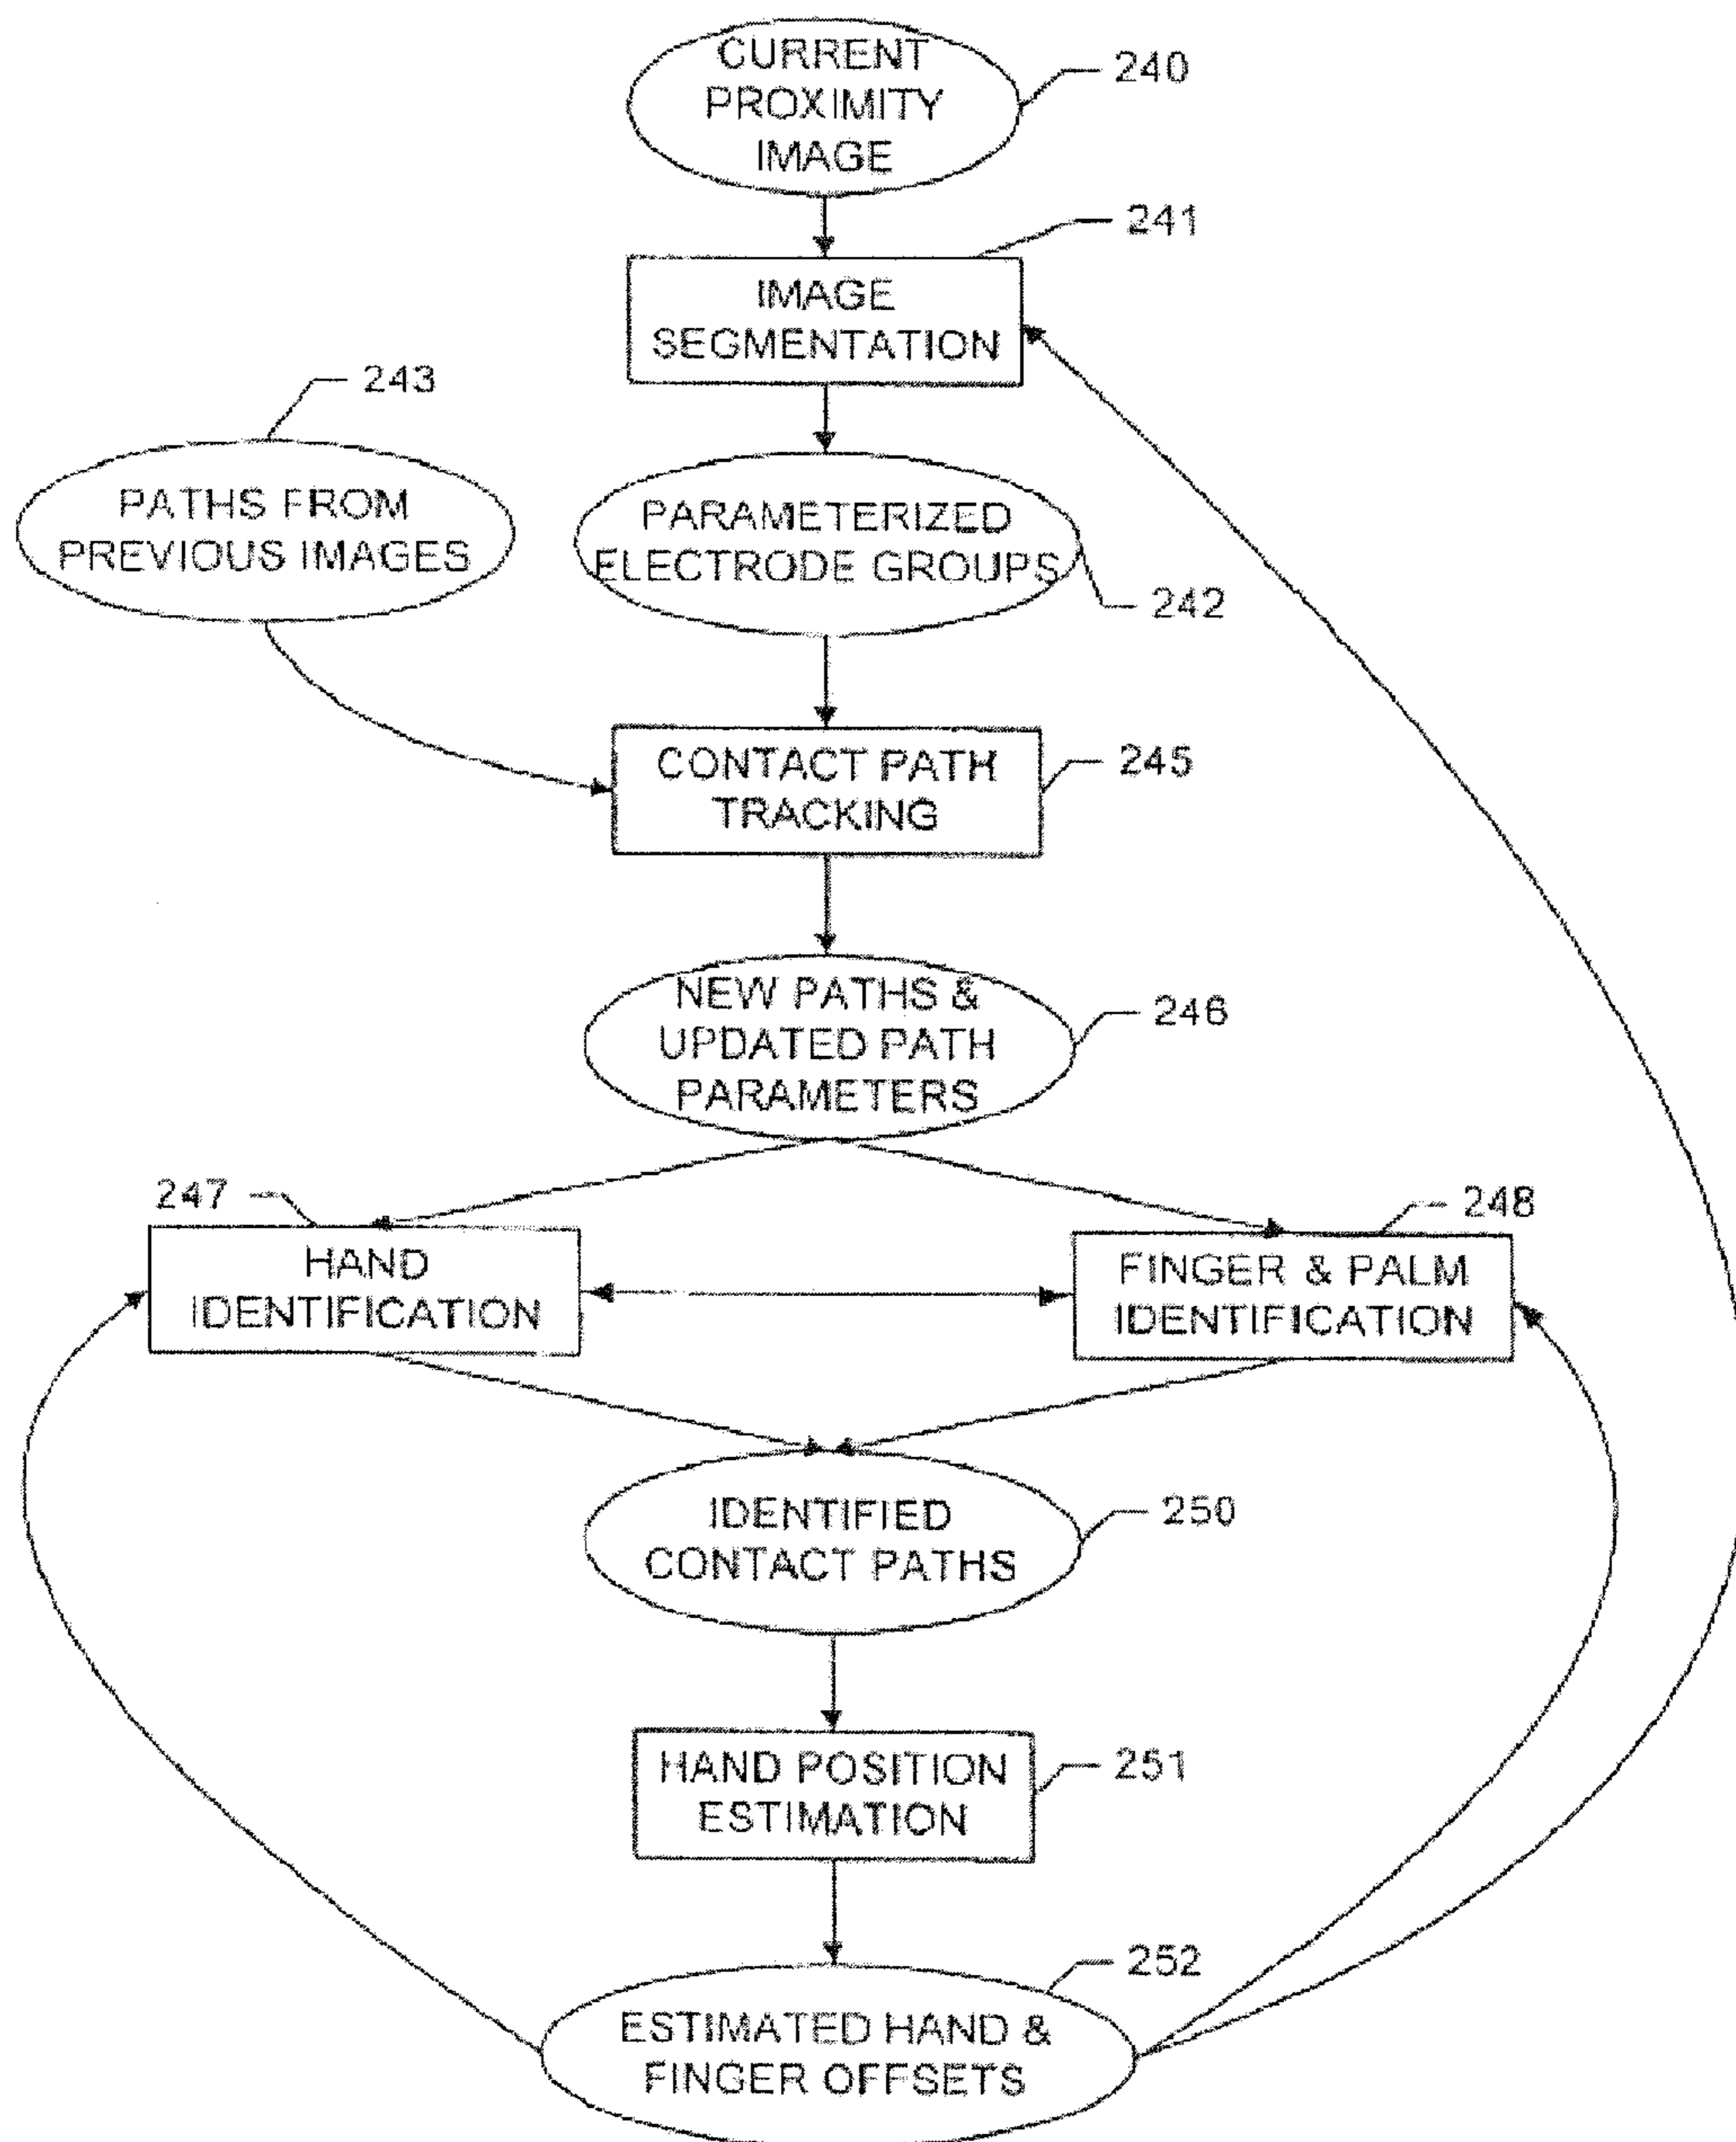 CURRENT
PROXIMITY
IMAGE
240
241
IMAGE
SEGMENTATION
243
PATHS FROM
PREVIOUS IMAGES
PARAMETERIZED
ELECTRODE GROUPS
242
CONTACT PATH
TRACKING
245
NEW PATHS &
UPDATED PATH
PARAMETERS
246
247
HAND
IDENTIFICATION
248
FINGER & PALM
IDENTIFICATION
IDENTIFIED
CONTACT PATHS
250
HAND POSITION
ESTIMATION
251
252
ESTIMATED HAND &
FINGER OFFSETS